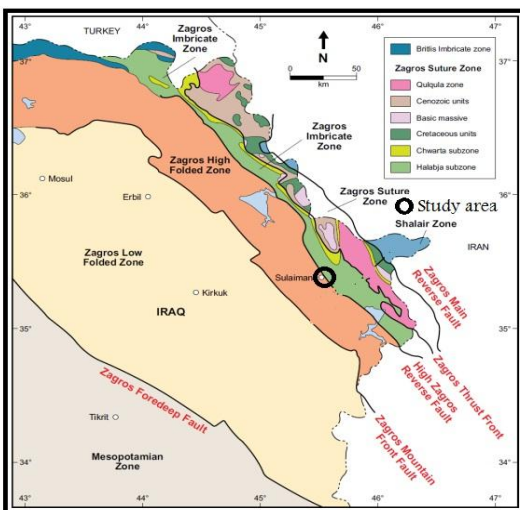 43°
44°
45°
46°
TURKEY
37°
Zagros
Imbricate
Zone
N
0
50
km
Britlis Imbricate zone
Zagros Suture Zone
Qulqula zone
Cenozoic units
Basic massive
Cretaceous units
Chwarta subzone
Halabja subzone
37°
Zagros
Imbricate
Zone
Zagros High
Folded Zone
Zagros Suture
Zone
Study area
Shalair Zone
IRAN
36°
Mosul
Erbil
36°
Zagros Low
Folded Zone
Sulaiman
Kirkuk
IRAQ
Zagros Main
Reverse Fault
35°
35°
Zagros Thrust Front
High Zagros
Reverse Fault
Zagros Mountain
Front Fault
Zagros Foredeep Fault
Tikrit
Mesopotamian
Zone
34°
34°
43°
44°
45°
46°